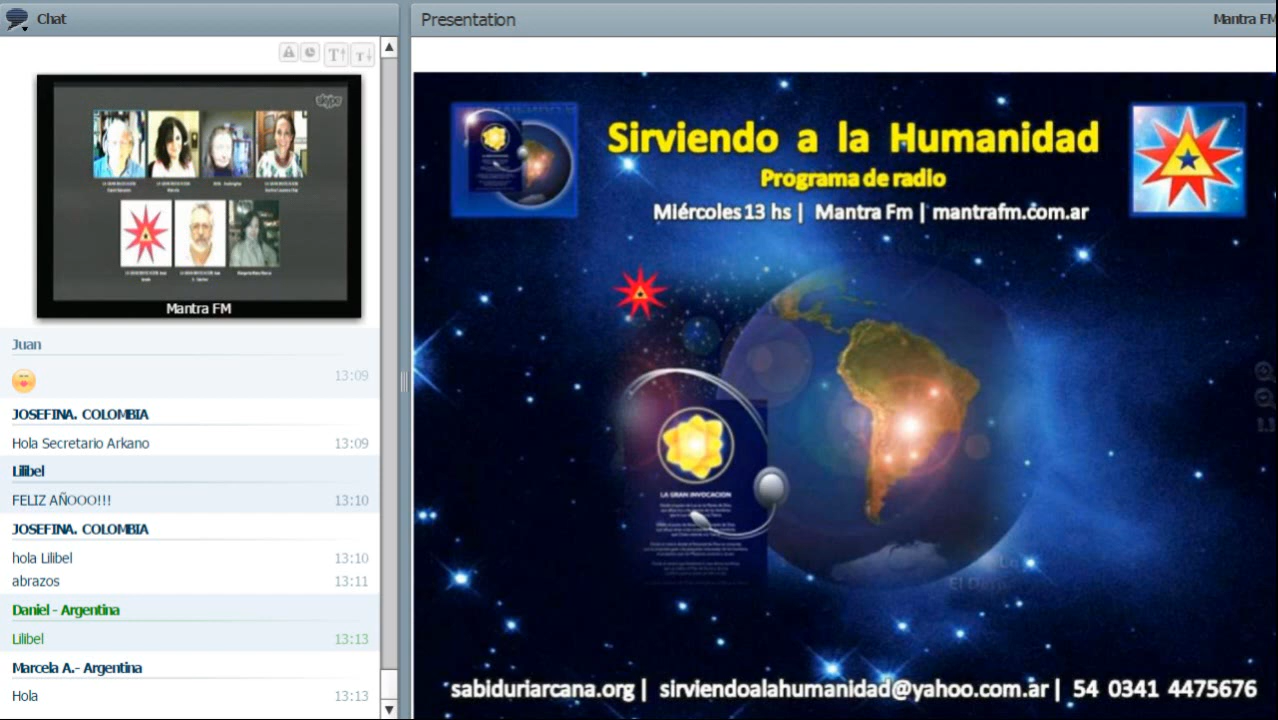 Chat
skype
Mantra FM
Juan
13:09
JOSEFINA. COLOMBIA
Hola Secretario Arkano 13:09
Lilibel
FELIZ AÑOOO!!! 13:10
JOSEFINA. COLOMBIA
hola Lilibel 13:10
abrazos 13:11
Daniel - Argentina
Lilibel 13:13
Marcela A.- Argentina
Hola 13:13
Presentation
Mantra FM
Sirviendo a la Humanidad
Programa de radio
Miércoles 13 hs | Mantra Fm | mantrafm.com.ar
LA GRAN INVOCACION
sabiduriarcana.org | sirviendoalahumanidad@yahoo.com.ar | 54 0341 4475676